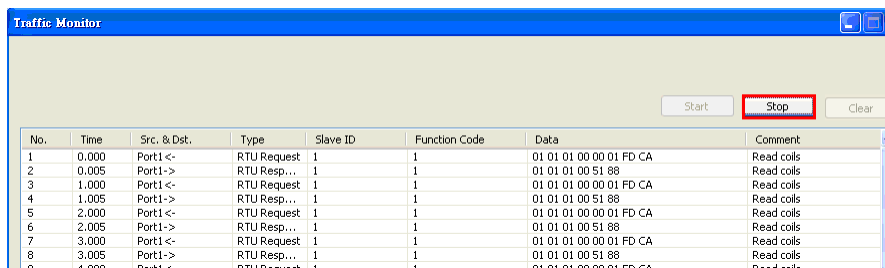 Traffic Monitor
Start Stop Clear
No. Time Src. & Dst. Type Slave ID Function Code Data Comment
1 0.000 Port1 <- RTU Request 1 1 01 01 01 00 00 01 FD CA Read coils
2 0.005 Port1-> RTU Resp... 1 1 01 01 01 00 51 88 Read coils
3 1.000 Port1 <- RTU Request 1 1 01 01 01 00 00 01 FD CA Read coils
4 1.005 Port1-> RTU Resp... 1 1 01 01 01 00 51 88 Read coils
5 2.000 Port1 <- RTU Request 1 1 01 01 01 00 00 01 FD CA Read coils
6 2.005 Port1-> RTU Resp... 1 1 01 01 01 00 51 88 Read coils
7 3.000 Port1 <- RTU Request 1 1 01 01 01 00 00 01 FD CA Read coils
8 3.005 Port1-> RTU Resp... 1 1 01 01 01 00 51 88 Read coils